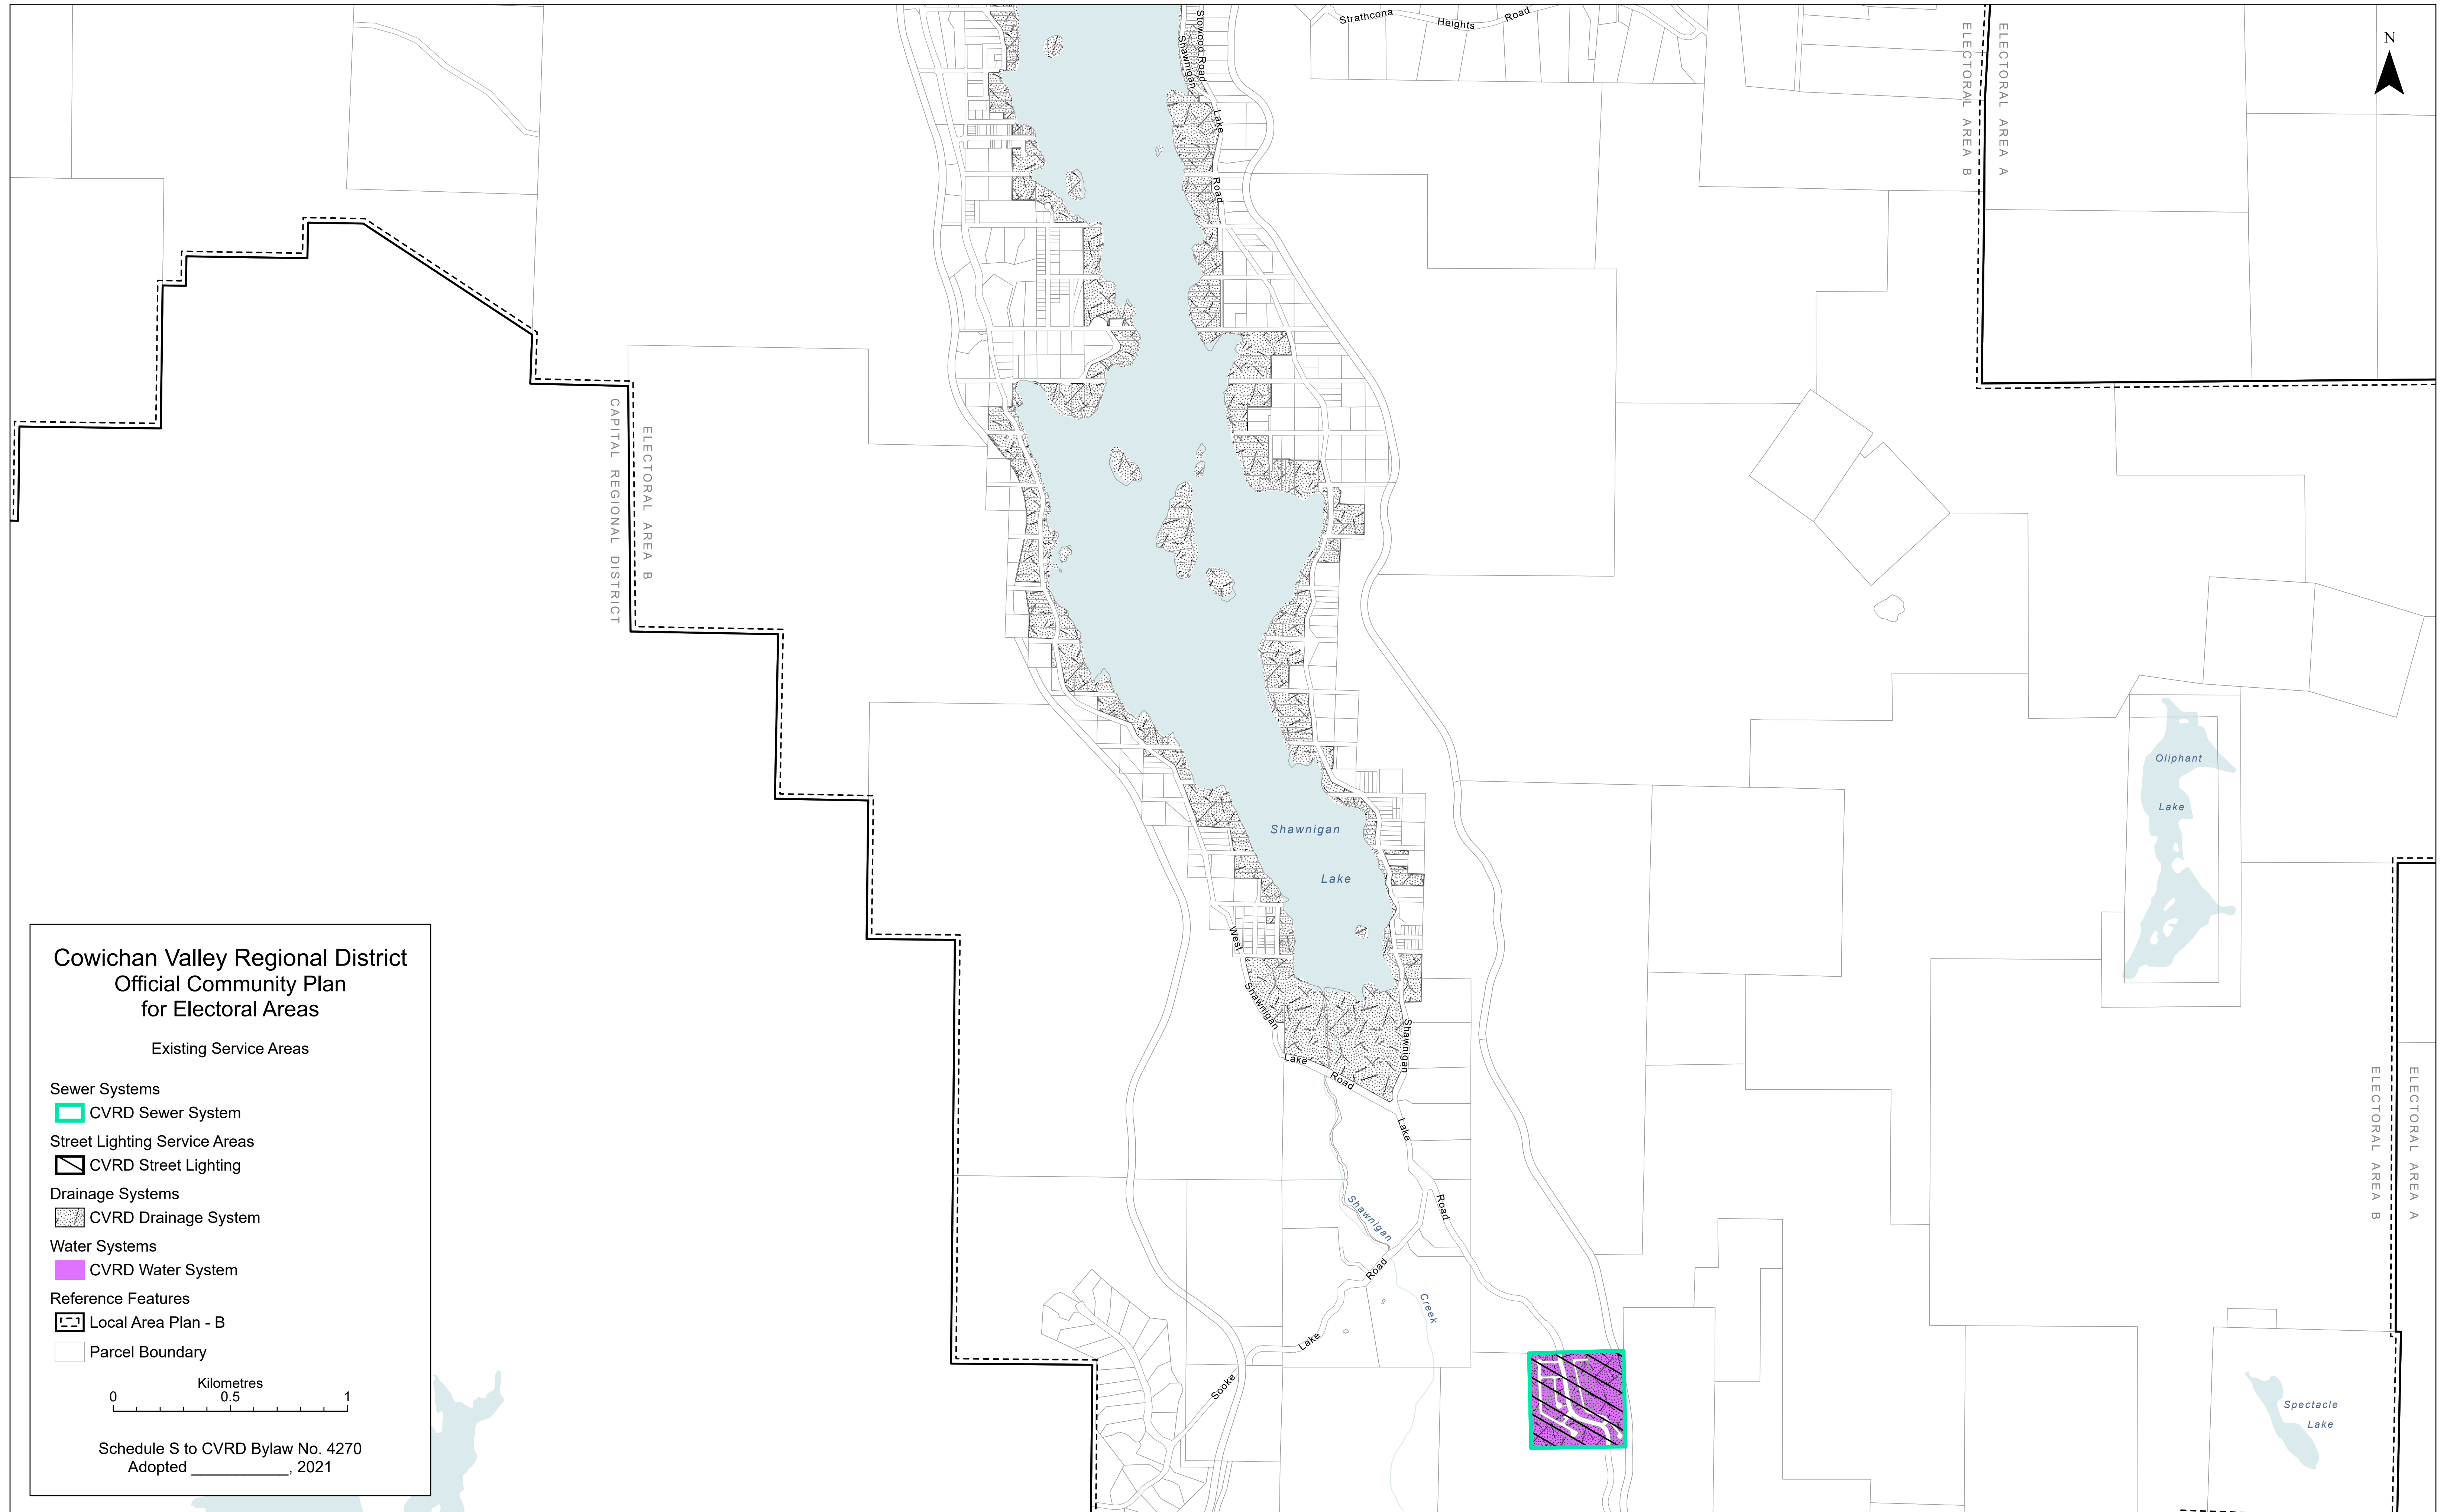 Strathcona Heights Road
Stowood Road
Shawnigan Lake Road
ELECTORAL AREA B
ELECTORAL AREA A
N
CAPITAL REGIONAL DISTRICT
ELECTORAL AREA B
Oliphant
Lake
Shawnigan
Lake
West Shawnigan Lake Road
Shawnigan Lake Road
ELECTORAL AREA B
ELECTORAL AREA A
Shawnigan Creek
Sooke Lake Road
Spectacle
Lake
Cowichan Valley Regional District
Official Community Plan
for Electoral Areas
Existing Service Areas
Sewer Systems
CVRD Sewer System
Street Lighting Service Areas
CVRD Street Lighting
Drainage Systems
CVRD Drainage System
Water Systems
CVRD Water System
Reference Features
Local Area Plan - B
Parcel Boundary
Kilometres
0 0.5 1
Schedule S to CVRD Bylaw No. 4270
Adopted ____________, 2021